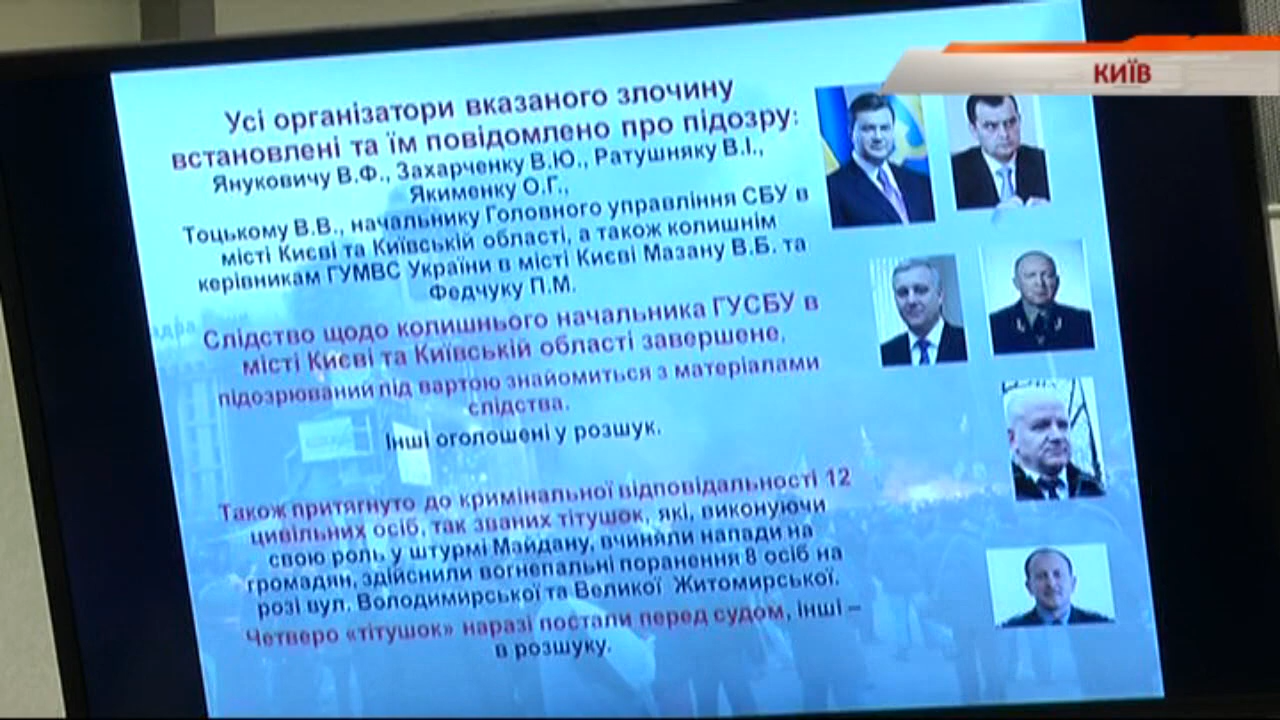 КИЇВ
Усі організатори вказаного злочину
встановлені та їм повідомлено про підозру:
Януковичу В.Ф., Захарченку В.Ю., Ратушняку В.І.,
Якименку О.Г.,
Тоцькому В.В., начальнику Головного управління СБУ в
місті Києві та Київській області, а також колишнім
керівникам ГУМВС України в місті Києві Мазану В.Б. та
Федчуку П.М.
Слідство щодо колишнього начальника ГУСБУ в
місті Києві та Київській області завершене,
підозрюваний під вартою знайомиться з матеріалами
слідства.
Інші оголошені у розшук.
Також притягнуто до кримінальної відповідальності 12
цивільних осіб, так званих тітушок, які, виконуючи
свою роль у штурмі Майдану, вчиняли напади на
громадян, здійснили вогнепальні поранення 8 осіб на
розі вул. Володимирської та Великої Житомирської.
Четверо «тітушок» наразі постали перед судом, інші –
в розшуку.